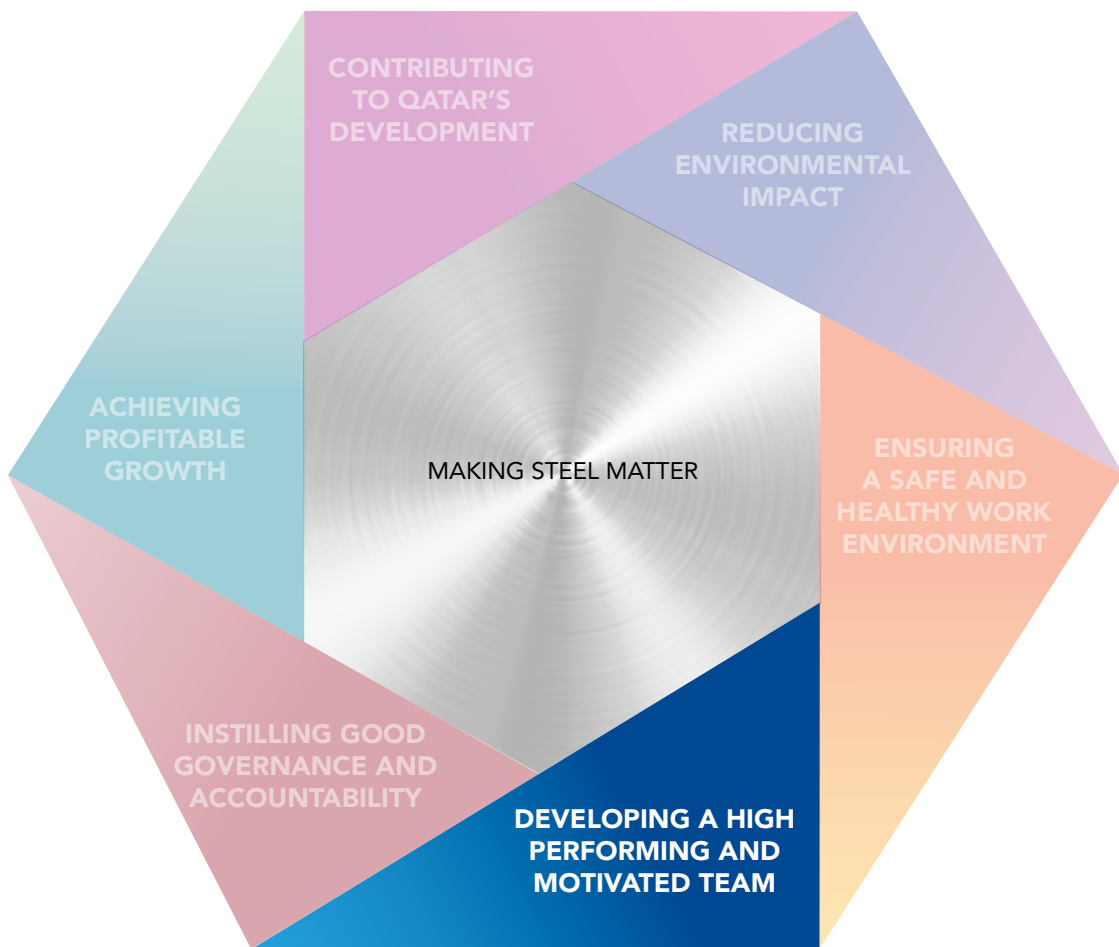 CONTRIBUTING
TO QATAR'S
DEVELOPMENT
REDUCING
ENVIRONMENTAL
IMPACT
ACHIEVING
PROFITABLE
GROWTH
MAKING STEEL MATTER
ENSURING
A SAFE AND
HEALTHY WORK
ENVIRONMENT
INSTILLING GOOD
GOVERNANCE AND
ACCOUNTABILITY
DEVELOPING A HIGH
PERFORMING AND
MOTIVATED TEAM